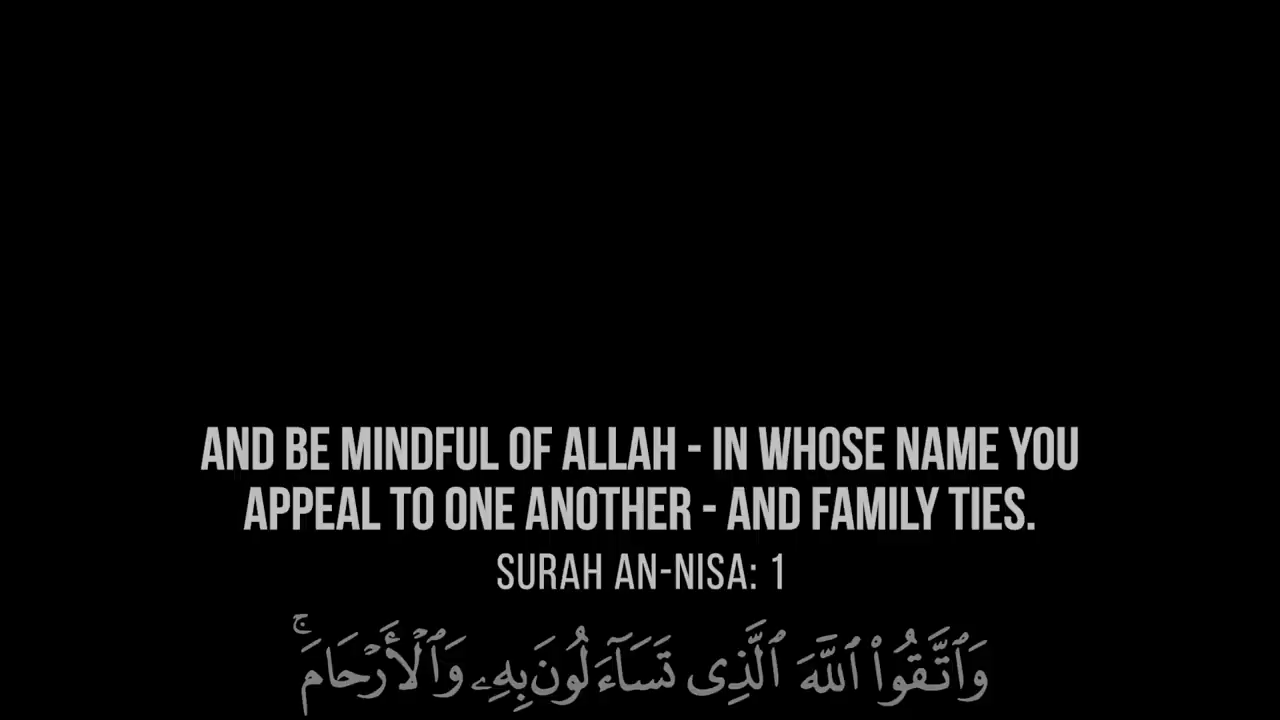 AND BE MINDFUL OF ALLAH - IN WHOSE NAME YOU
APPEAL TO ONE ANOTHER - AND FAMILY TIES.
SURAH AN-NISA: 1
وَٱتَّقُوا۟ ٱللَّهَ ٱلَّذِى تَسَآءَلُونَ بِهِۦ وَٱلْأَرْحَامَ ۚ